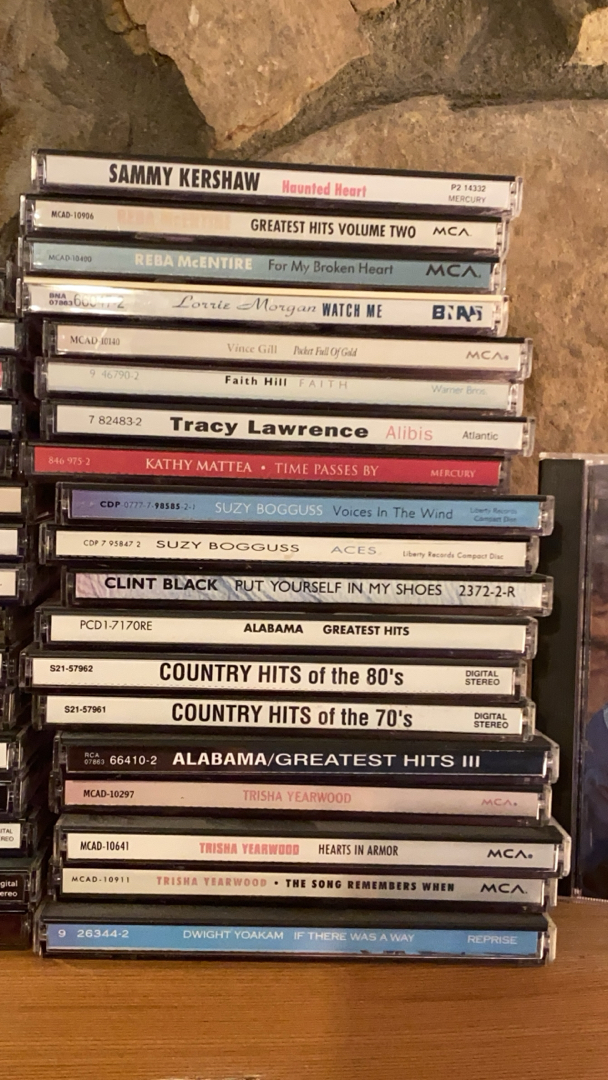 SAMMY KERSHAW Haunted Heart P2 14332 MERCURY
MCAD-10906 REBA McENTIRE GREATEST HITS VOLUME TWO MCA
MCAD-10400 REBA McENTIRE For My Broken Heart MCA
BNA 07863 Lorrie Morgan WATCH ME BNA
MCAD-10140 Vince Gill Pocket Full Of Gold MCA
9 46790-2 Faith Hill FAITH Warner Bros.
7 82483-2 Tracy Lawrence Alibis Atlantic
846 975-2 KATHY MATTEA • TIME PASSES BY MERCURY
CDP 0777-7-98585-2-1 SUZY BOGGUSS Voices In The Wind Liberty Records Compact Disc
CDP 7 95847 2 SUZY BOGGUSS ACES Liberty Records Compact Disc
CLINT BLACK PUT YOURSELF IN MY SHOES 2372-2-R
PCD1-7170RE ALABAMA GREATEST HITS
S21-57962 COUNTRY HITS of the 80's DIGITAL STEREO
S21-57961 COUNTRY HITS of the 70's DIGITAL STEREO
RCA 07863 66410-2 ALABAMA/GREATEST HITS III
MCAD-10297 TRISHA YEARWOOD MCA
MCAD-10641 TRISHA YEARWOOD HEARTS IN ARMOR MCA
MCAD-10911 TRISHA YEARWOOD • THE SONG REMEMBERS WHEN MCA
9 26344-2 DWIGHT YOAKAM IF THERE WAS A WAY REPRISE